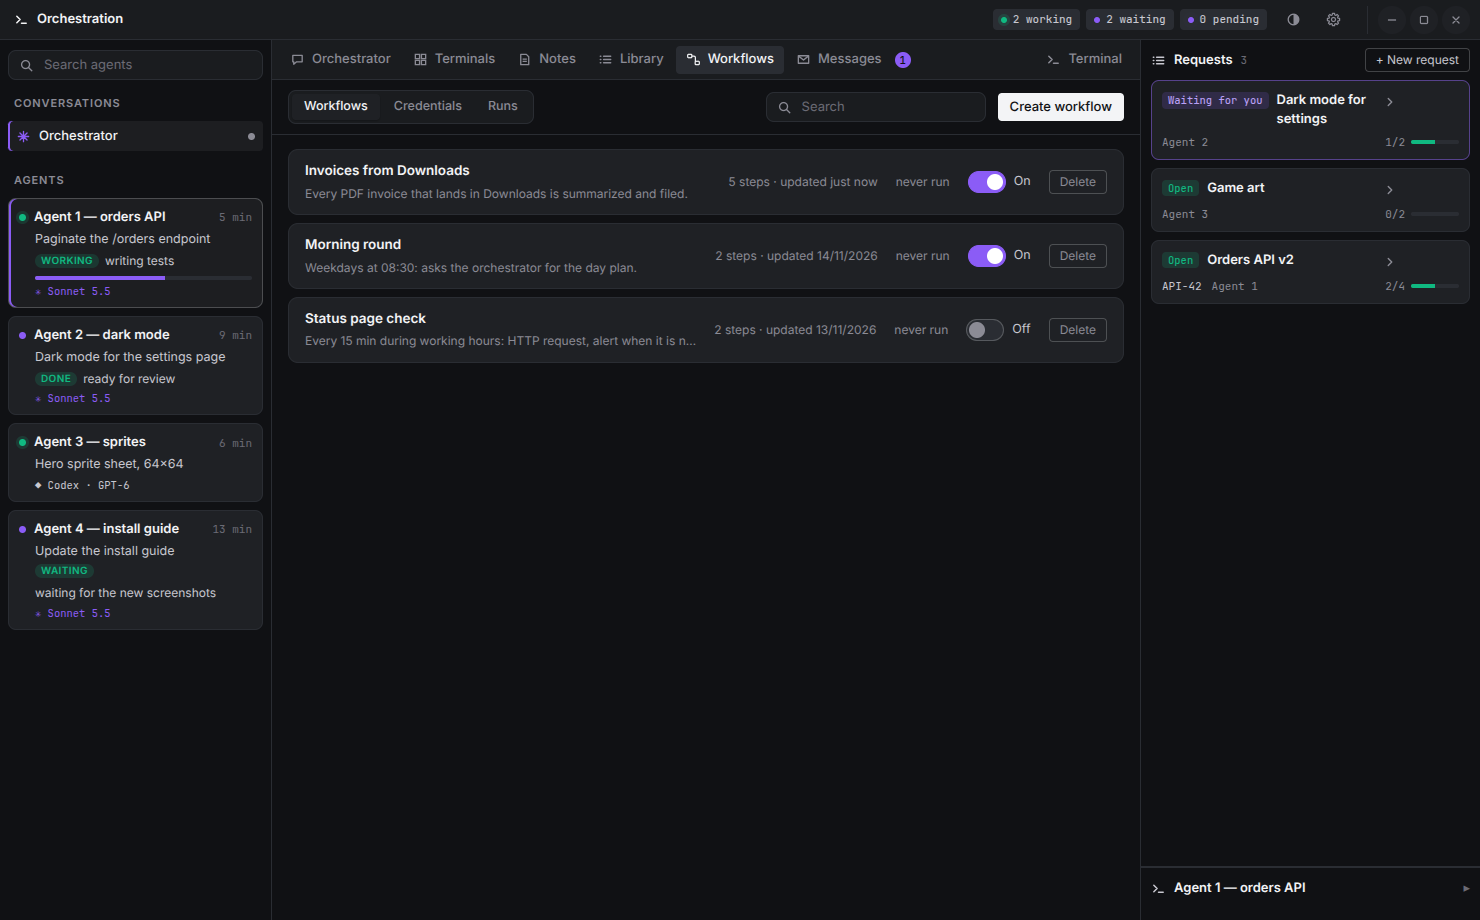 Orchestration
2 working
2 waiting
0 pending
Search agents
CONVERSATIONS
Orchestrator
AGENTS
Agent 1 — orders API
5 min
Paginate the /orders endpoint
WORKING writing tests
✳ Sonnet 5.5
Agent 2 — dark mode
9 min
Dark mode for the settings page
DONE ready for review
✳ Sonnet 5.5
Agent 3 — sprites
6 min
Hero sprite sheet, 64×64
◆ Codex · GPT-6
Agent 4 — install guide
13 min
Update the install guide
WAITING
waiting for the new screenshots
✳ Sonnet 5.5
Orchestrator
Terminals
Notes
Library
Workflows
Messages 1
Terminal
Workflows
Credentials
Runs
Search
Create workflow
Invoices from Downloads
Every PDF invoice that lands in Downloads is summarized and filed.
5 steps · updated just now
never run
On
Delete
Morning round
Weekdays at 08:30: asks the orchestrator for the day plan.
2 steps · updated 14/11/2026
never run
On
Delete
Status page check
Every 15 min during working hours: HTTP request, alert when it is n...
2 steps · updated 13/11/2026
never run
Off
Delete
Requests 3
+ New request
Waiting for you
Dark mode for
settings
Agent 2
1/2
Open
Game art
Agent 3
0/2
Open
Orders API v2
API-42 Agent 1
2/4
Agent 1 — orders API